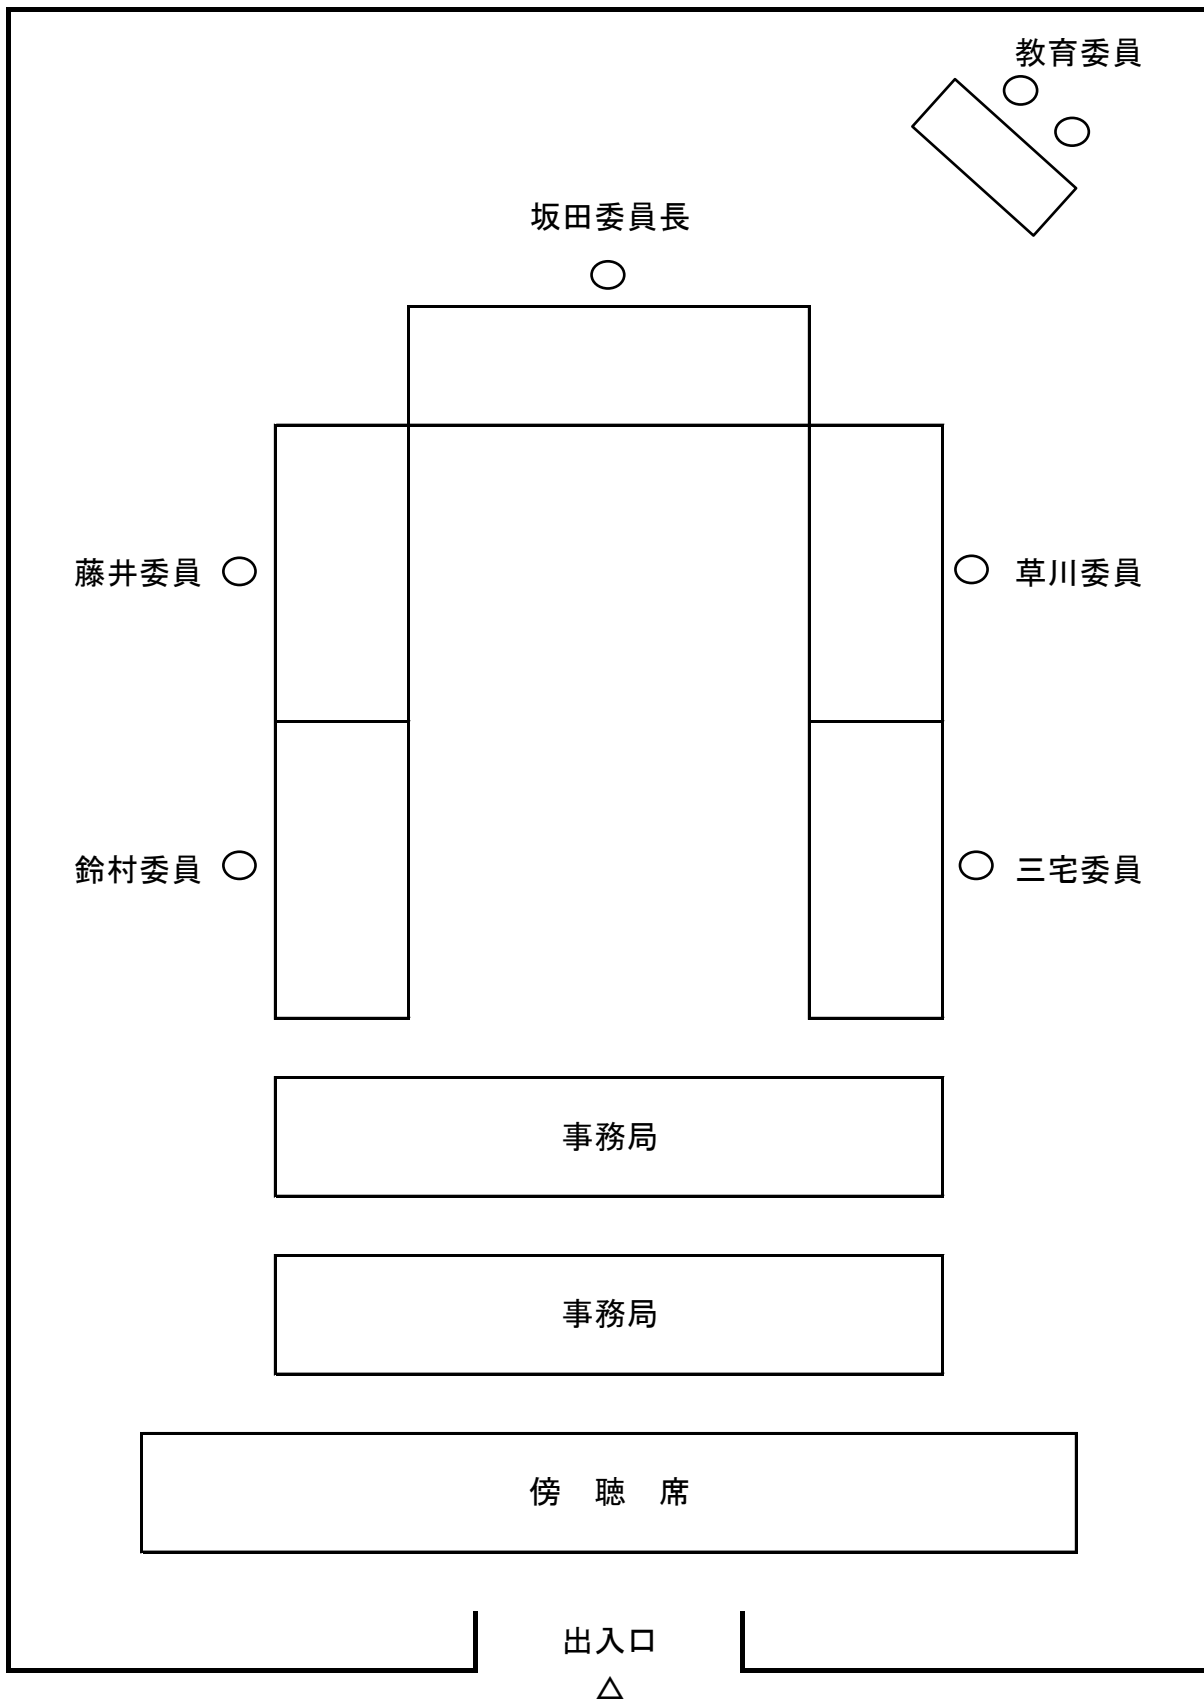 教育委員
坂田委員長
藤井委員
草川委員
鈴村委員
三宅委員
事務局
事務局
傍 聴 席
出入口